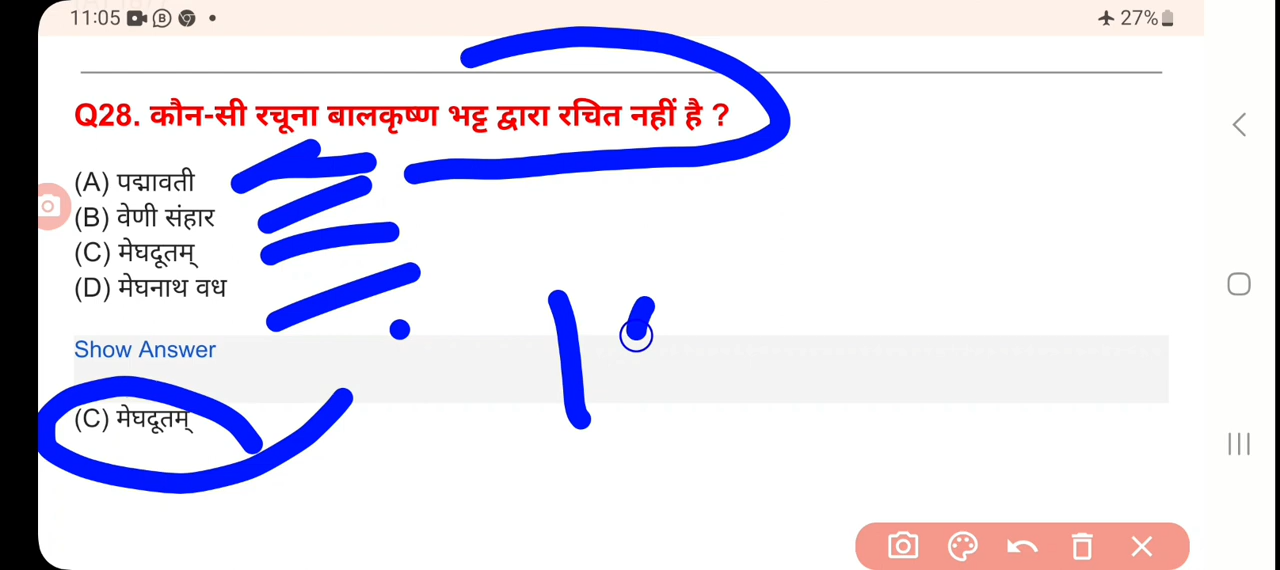 11:05
27%
Q28. कौन-सी रचूना बालकृष्ण भट्ट द्वारा रचित नहीं है ?
(A) पद्मावती
(B) वेणी संहार
(C) मेघदूतम्
(D) मेघनाथ वध
Show Answer
(C) मेघदूतम्